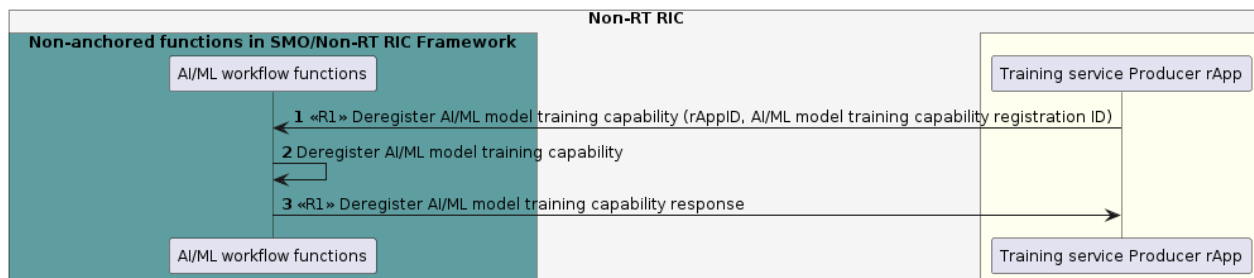 Non-RT RIC
Non-anchored functions in SMO/Non-RT RIC Framework
AI/ML workflow functions
Training service Producer rApp
1 «R1» Deregister AI/ML model training capability (rAppID, AI/ML model training capability registration ID)
2 Deregister AI/ML model training capability
3 «R1» Deregister AI/ML model training capability response
AI/ML workflow functions
Training service Producer rApp